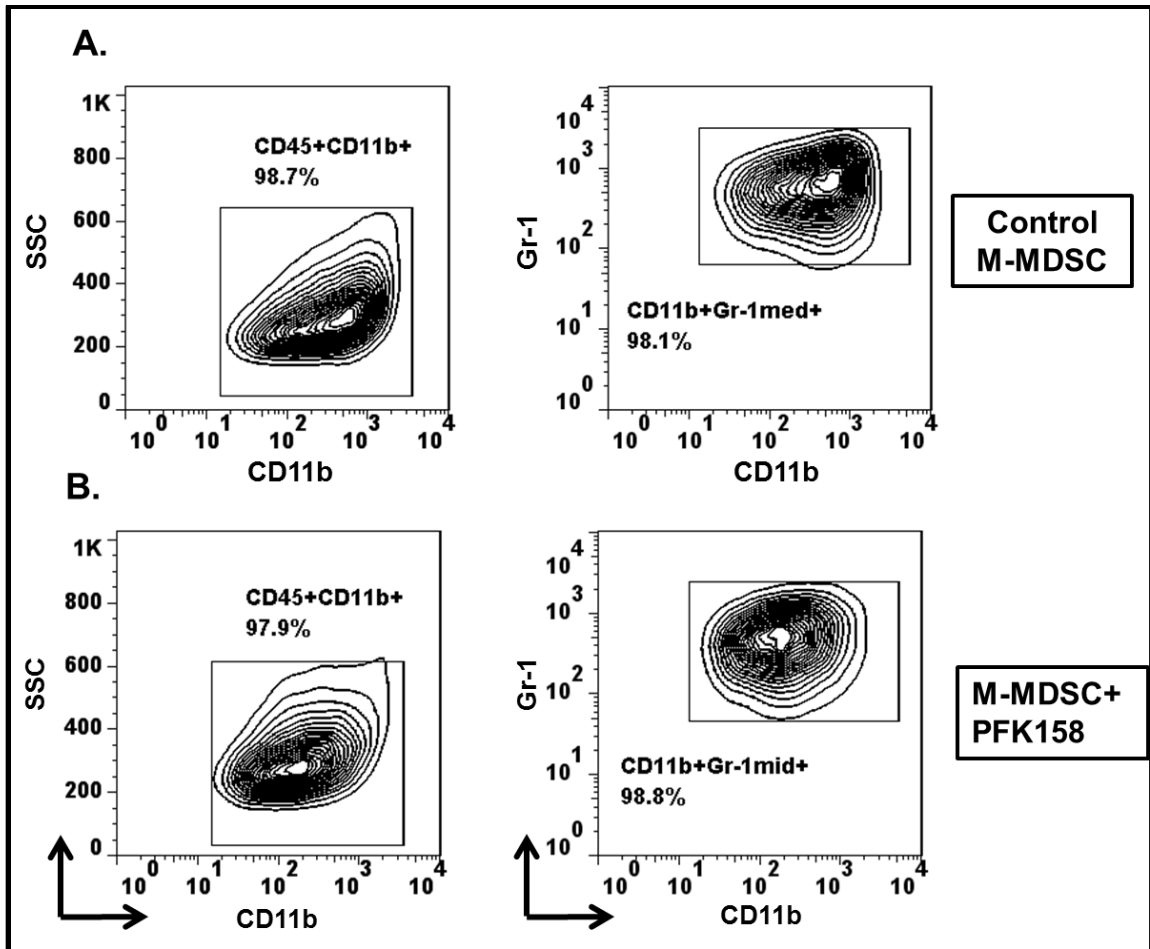 A.
1K
800
600
400
200
0
SSC
CD45+CD11b+
98.7%
10^0 10^1 10^2 10^3 10^4
CD11b
10^4
10^3
10^2
10^1
10^0
Gr-1
CD11b+Gr-1med+
98.1%
10^0 10^1 10^2 10^3 10^4
CD11b
Control
M-MDSC
B.
1K
800
600
400
200
0
SSC
CD45+CD11b+
97.9%
10^0 10^1 10^2 10^3 10^4
CD11b
10^4
10^3
10^2
10^1
10^0
Gr-1
CD11b+Gr-1mid+
98.8%
10^0 10^1 10^2 10^3 10^4
CD11b
M-MDSC+
PFK158